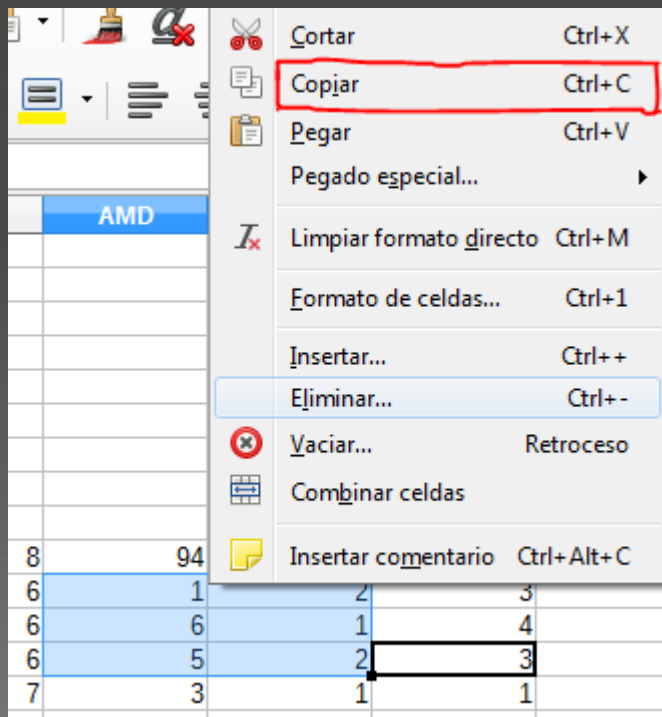 Cortar Ctrl+X
Copiar Ctrl+C
Pegar Ctrl+V
Pegado especial...
AMD
Limpiar formato directo Ctrl+M
Formato de celdas... Ctrl+1
Insertar... Ctrl++
Eliminar... Ctrl+-
Vaciar... Retroceso
Combinar celdas
Insertar comentario Ctrl+Alt+C
8 94
6 1 2 3
6 6 1 4
6 5 2 3
7 3 1 1